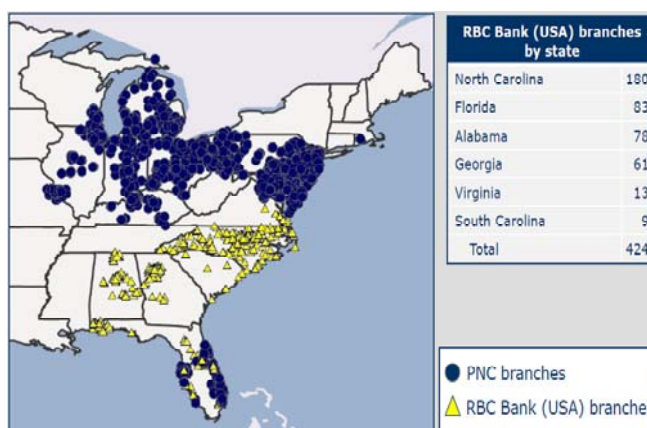 RBC Bank (USA) branches
by state
North Carolina 180
Florida 83
Alabama 78
Georgia 61
Virginia 13
South Carolina 9
Total 424
PNC branches
RBC Bank (USA) branche